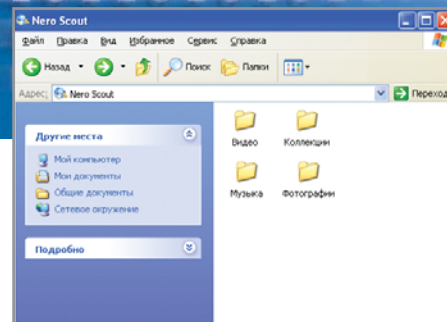 Nero Scout
Файл Правка Вид Избранное Сервис Справка
Назад Поиск Папки
Адрес: Nero Scout Переход
Другие места
Мой компьютер
Мои документы
Общие документы
Сетевое окружение
Подробно
Видео Коллекции
Музыка Фотографии